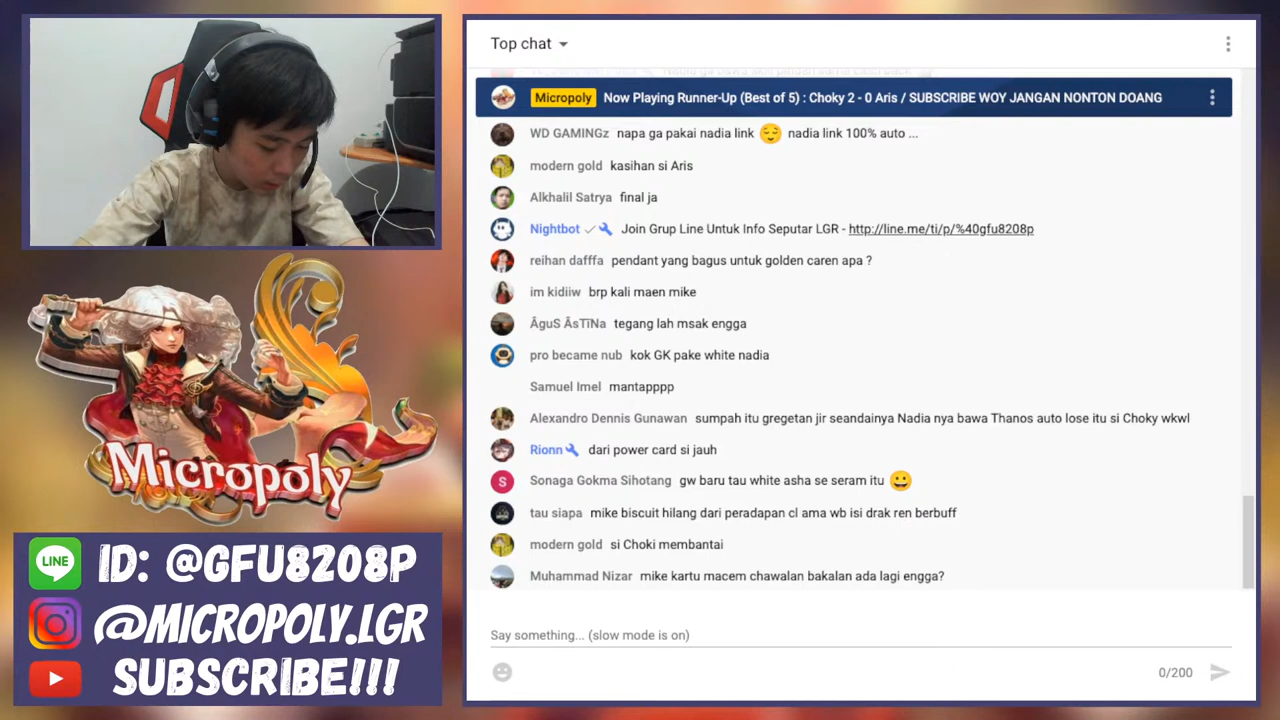 Top chat
Micropoly Now Playing Runner-Up (Best of 5) : Choky 2 - 0 Aris / SUBSCRIBE WOY JANGAN NONTON DOANG
WD GAMINGz napa ga pakai nadia link 😌 nadia link 100% auto ...
modern gold kasihan si Aris
Alkhalil Satrya final ja
Nightbot Join Grup Line Untuk Info Seputar LGR - http://line.me/ti/p/%40gfu8208p
reihan dafffa pendant yang bagus untuk golden caren apa ?
im kidiiw brp kali maen mike
ĂguS ĂsTïNa tegang lah msak engga
pro became nub kok GK pake white nadia
Samuel Imel mantapppp
Alexandro Dennis Gunawan sumpah itu gregetan jir seandainya Nadia nya bawa Thanos auto lose itu si Choky wkwl
Rionn dari power card si jauh
S Sonaga Gokma Sihotang gw baru tau white asha se seram itu 😀
tau siapa mike biscuit hilang dari peradapan cl ama wb isi drak ren berbuff
modern gold si Choki membantai
Muhammad Nizar mike kartu macem chawalan bakalan ada lagi engga?
Say something... (slow mode is on)
0/200
Micropoly
LINE ID: @GFU8208P
@MICROPOLY.LGR
SUBSCRIBE!!!